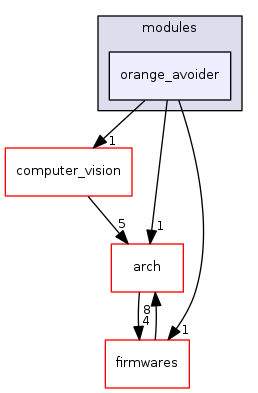 modules
orange_avoider
1
computer_vision
5
1
arch
8
4
1
firmwares